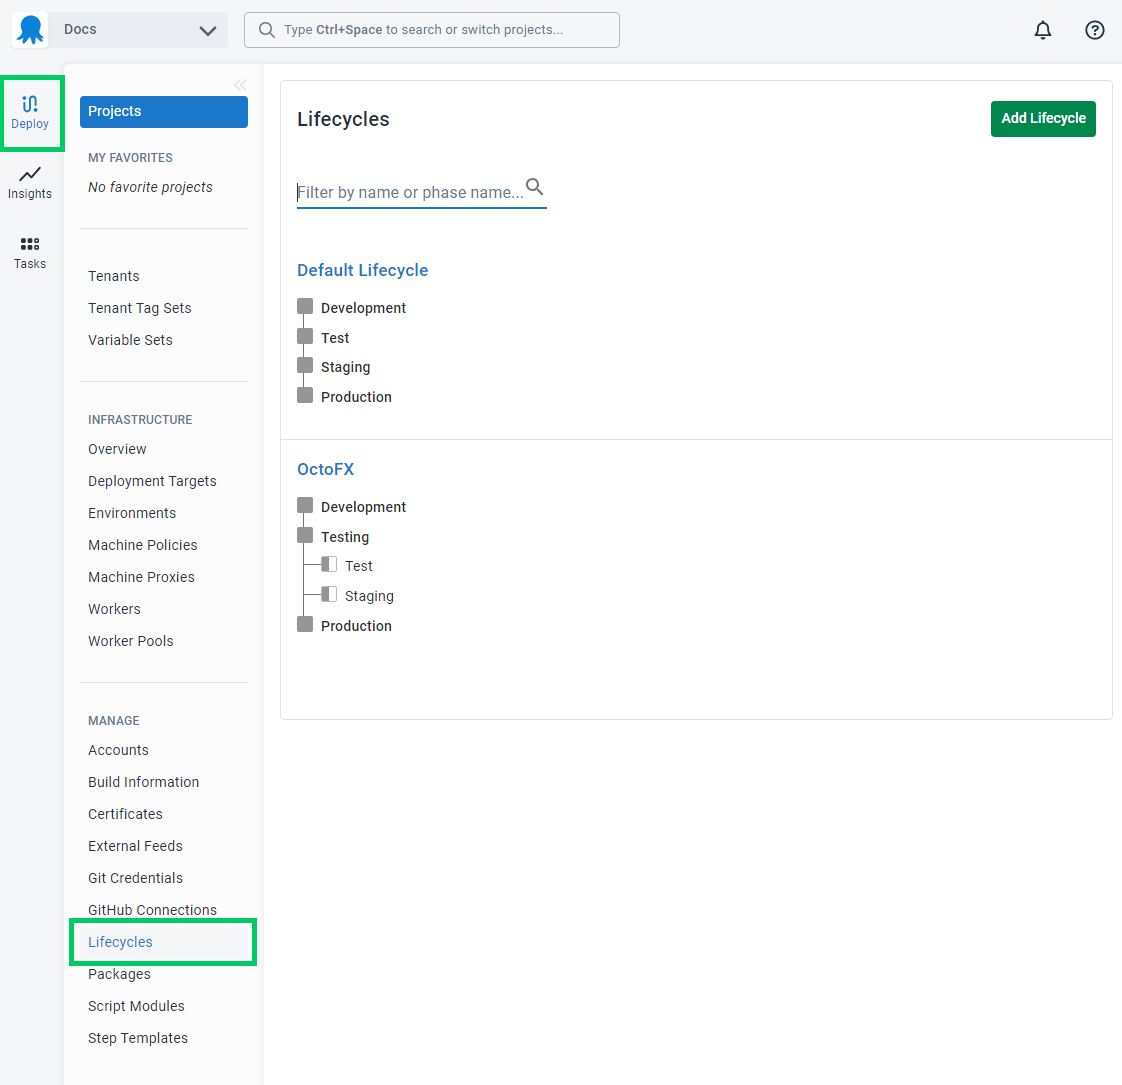 Docs
Type Ctrl+Space to search or switch projects...
Deploy
Insights
Tasks
Projects
MY FAVORITES
No favorite projects
Tenants
Tenant Tag Sets
Variable Sets
INFRASTRUCTURE
Overview
Deployment Targets
Environments
Machine Policies
Machine Proxies
Workers
Worker Pools
MANAGE
Accounts
Build Information
Certificates
External Feeds
Git Credentials
GitHub Connections
Lifecycles
Packages
Script Modules
Step Templates
Lifecycles
Add Lifecycle
Filter by name or phase name...
Default Lifecycle
Development
Test
Staging
Production
OctoFX
Development
Testing
Test
Staging
Production